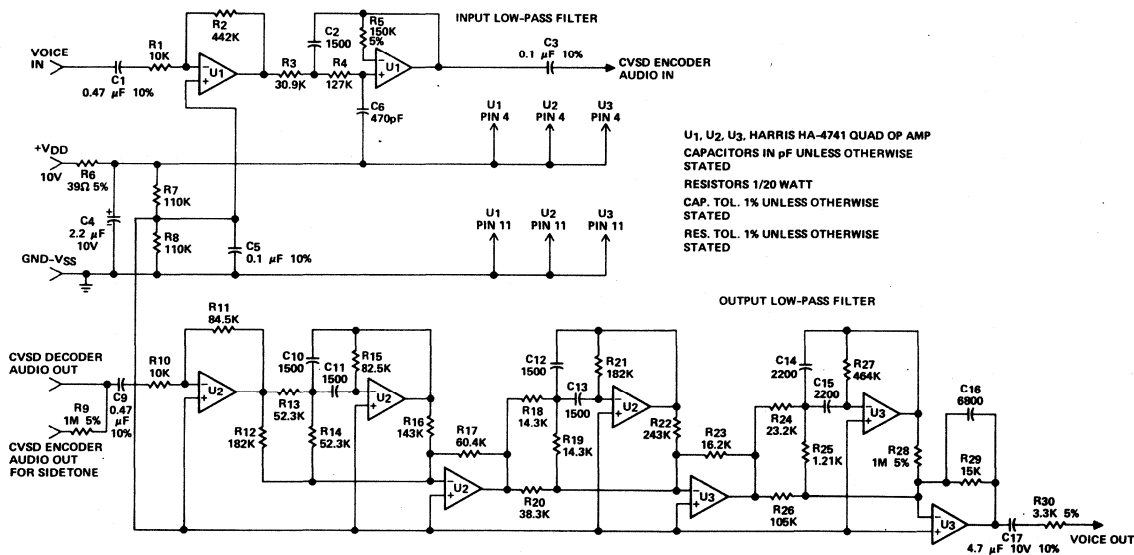 INPUT LOW-PASS FILTER
VOICE
IN
R1
10K
C1
0.47 µF 10%
R2
442K
U1
R3
30.9K
C2
1500
R4
127K
R5
150K
5%
U1
C6
470pF
C3
0.1 µF 10%
CVSD ENCODER
AUDIO IN
+VDD
10V
R6
39Ω 5%
C4
2.2 µF
10V
R7
110K
R8
110K
C5
0.1 µF 10%
GND-VSS
U1
PIN 4
U2
PIN 4
U3
PIN 4
U1
PIN 11
U2
PIN 11
U3
PIN 11
U1, U2, U3, HARRIS HA-4741 QUAD OP AMP
CAPACITORS IN pF UNLESS OTHERWISE
STATED
RESISTORS 1/20 WATT
CAP. TOL. 1% UNLESS OTHERWISE
STATED
RES. TOL. 1% UNLESS OTHERWISE
STATED
OUTPUT LOW-PASS FILTER
CVSD DECODER
AUDIO OUT
R9
1M 5%
CVSD ENCODER
AUDIO OUT
FOR SIDETONE
C9
0.47
µF
10%
R10
10K
R11
84.5K
U2
R12
182K
R13
52.3K
C10
1500
C11
1500
R14
52.3K
R15
82.5K
U2
R16
143K
R17
60.4K
U2
R18
14.3K
R19
14.3K
R20
38.3K
C12
1500
C13
1500
R21
182K
U2
R22
243K
R23
16.2K
U3
R24
23.2K
R25
1.21K
R26
105K
C14
2200
C15
2200
R27
464K
U3
R28
1M 5%
C16
6800
R29
15K
U3
C17
4.7 µF 10V 10%
R30
3.3K 5%
VOICE OUT